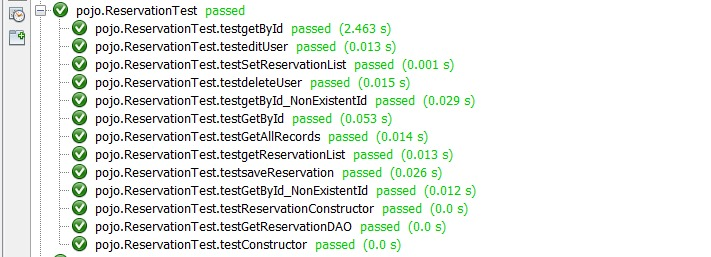 pojo.ReservationTest passed
pojo.ReservationTest.testgetById passed (2.463 s)
pojo.ReservationTest.testeditUser passed (0.013 s)
pojo.ReservationTest.testSetReservationList passed (0.001 s)
pojo.ReservationTest.testdeleteUser passed (0.015 s)
pojo.ReservationTest.testgetById_NonExistentId passed (0.029 s)
pojo.ReservationTest.testGetById passed (0.053 s)
pojo.ReservationTest.testGetAllRecords passed (0.014 s)
pojo.ReservationTest.testgetReservationList passed (0.013 s)
pojo.ReservationTest.testsaveReservation passed (0.026 s)
pojo.ReservationTest.testGetById_NonExistentId passed (0.012 s)
pojo.ReservationTest.testReservationConstructor passed (0.0 s)
pojo.ReservationTest.testGetReservationDAO passed (0.0 s)
pojo.ReservationTest.testConstructor passed (0.0 s)